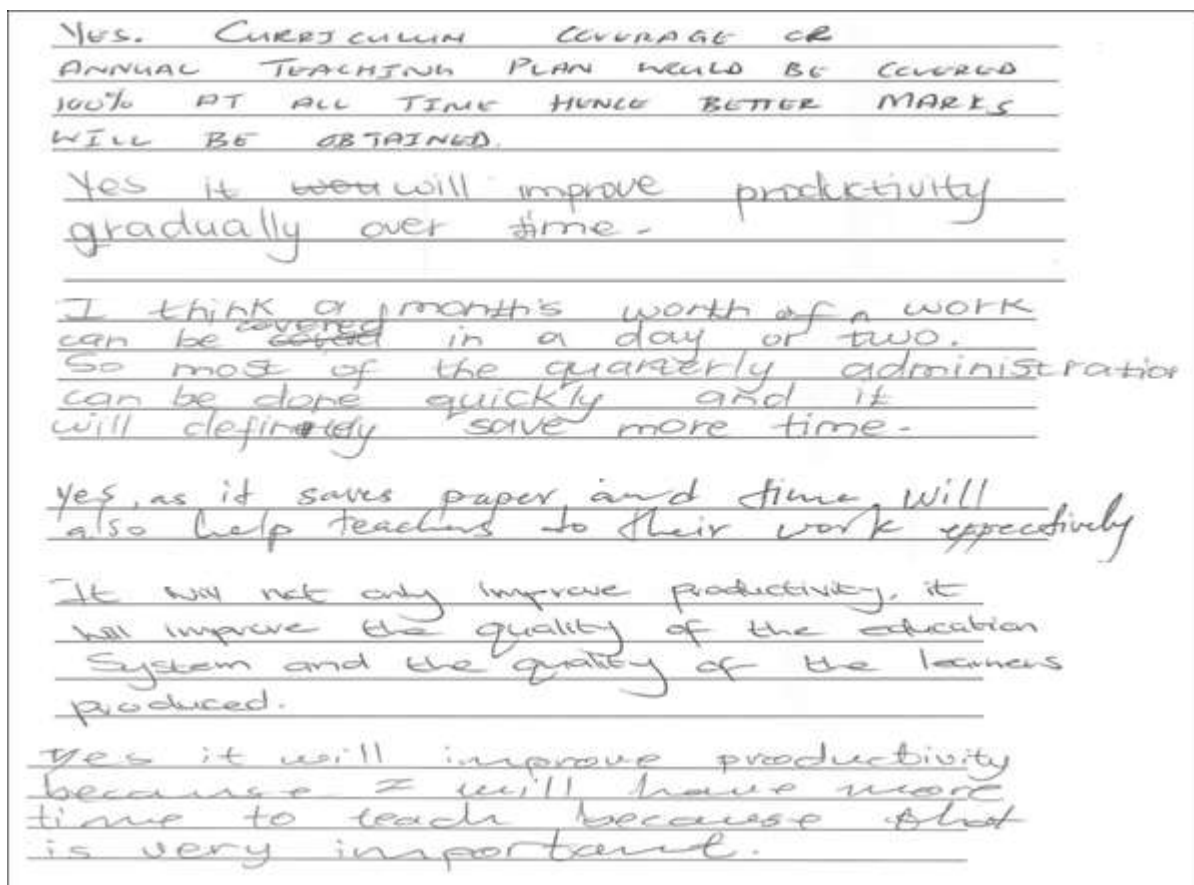 YES. CURRICULUM COVERAGE OR
ANNUAL TEACHING PLAN WOULD BE COVERED
100% AT ALL TIME HENCE BETTER MARKS
WILL BE OBTAINED.
Yes it wou will improve productivity
gradually over time.
I think a month's worth of work
can be coverd covered in a day or two.
So most of the quarterly administration
can be done quickly and it
will definitely save more time.
yes, as it saves paper and time, will
also help teachers to their work effectively
It will not only improve productivity, it
will improve the quality of the education
System and the quality of the learners
produced.
Yes it will improve productivity
because I will have more
time to teach because that
is very important.